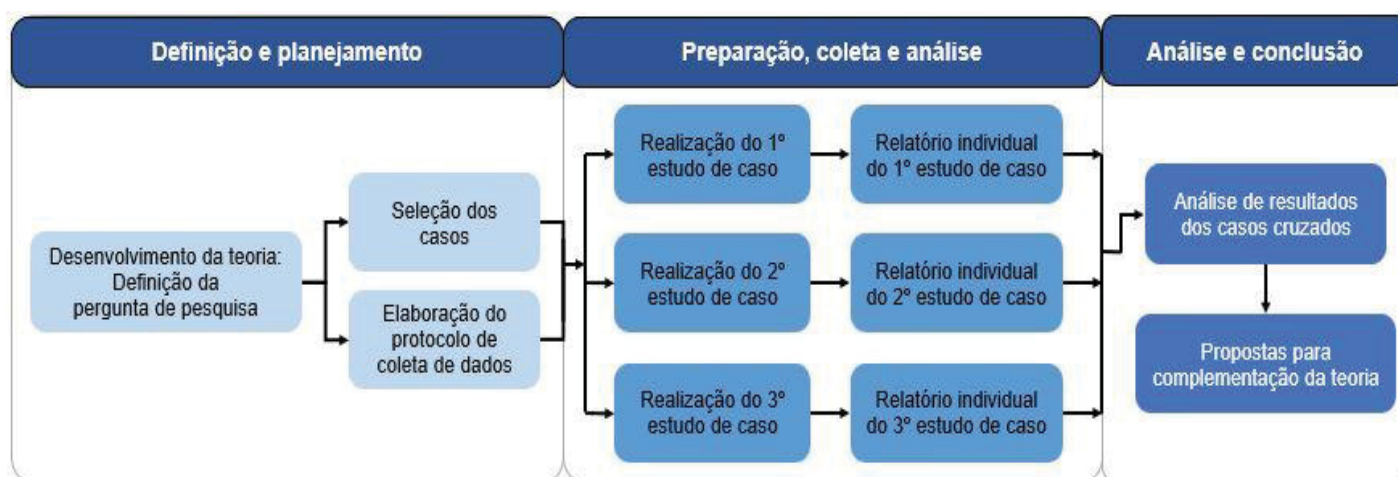 Definição e planejamento
Preparação, coleta e análise
Análise e conclusão
Desenvolvimento da teoria:
Definição da
pergunta de pesquisa
Seleção dos
casos
Elaboração do
protocolo de
coleta de dados
Realização do 1º
estudo de caso
Relatório individual
do 1º estudo de caso
Realização do 2º
estudo de caso
Relatório individual
do 2º estudo de caso
Realização do 3º
estudo de caso
Relatório individual
do 3º estudo de caso
Análise de resultados
dos casos cruzados
Propostas para
complementação da teoria